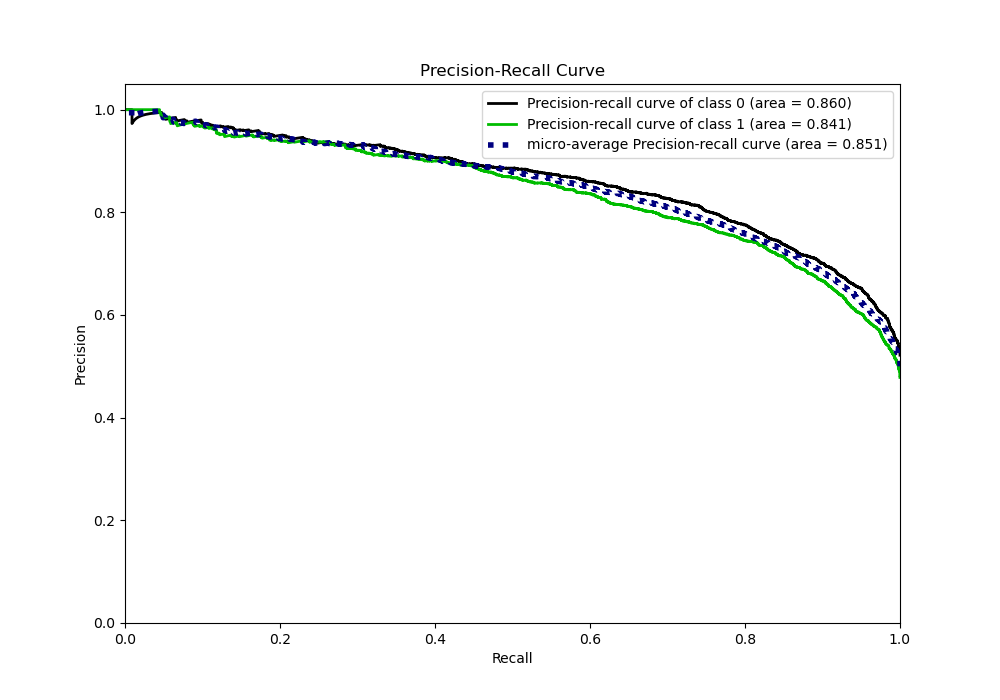 Precision-Recall Curve
Precision-recall curve of class 0 (area = 0.860)
Precision-recall curve of class 1 (area = 0.841)
micro-average Precision-recall curve (area = 0.851)
Precision
1.0
0.8
0.6
0.4
0.2
0.0
0.0 0.2 0.4 0.6 0.8 1.0
Recall